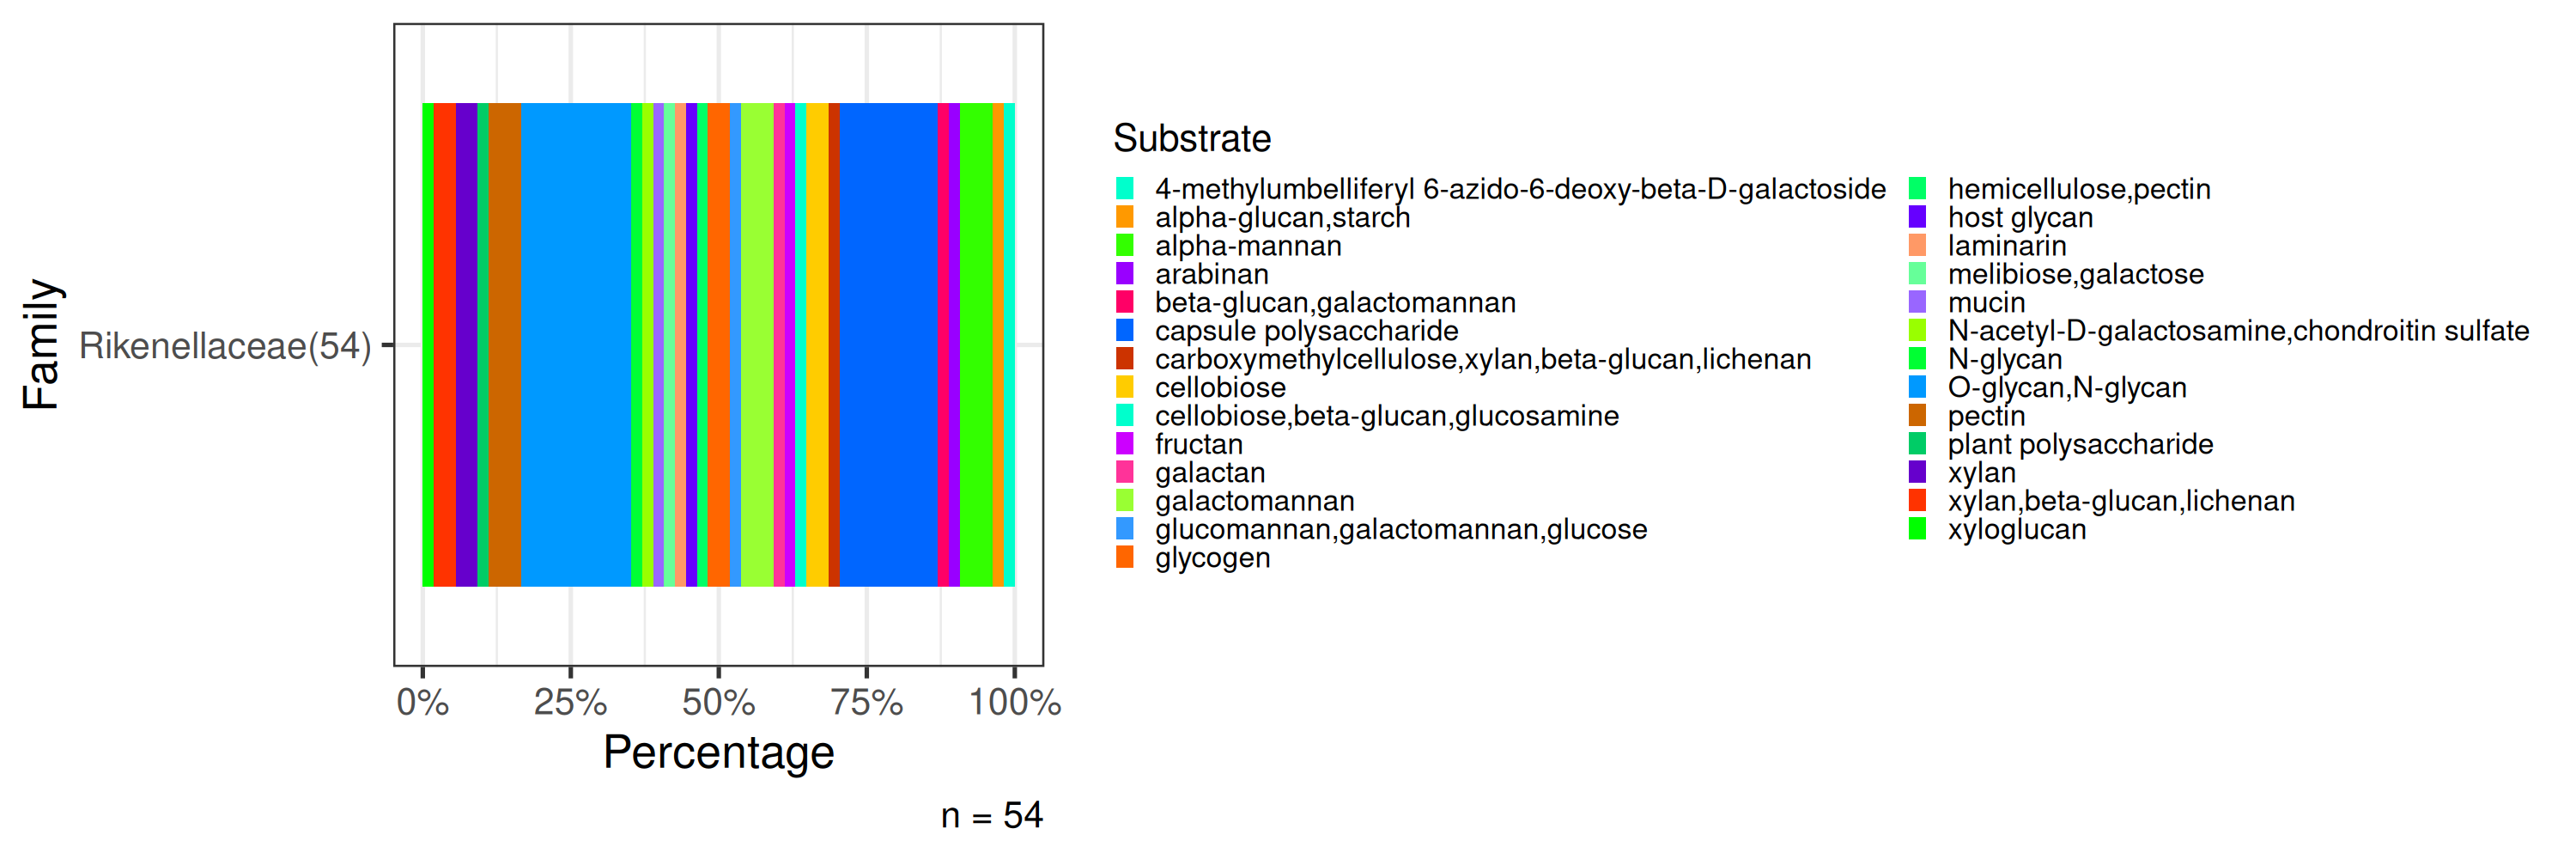 Family
Rikenellaceae(54)
0% 25% 50% 75% 100%
Percentage
n = 54
Substrate
4-methylumbelliferyl 6-azido-6-deoxy-beta-D-galactoside
alpha-glucan,starch
alpha-mannan
arabinan
beta-glucan,galactomannan
capsule polysaccharide
carboxymethylcellulose,xylan,beta-glucan,lichenan
cellobiose
cellobiose,beta-glucan,glucosamine
fructan
galactan
galactomannan
glucomannan,galactomannan,glucose
glycogen
hemicellulose,pectin
host glycan
laminarin
melibiose,galactose
mucin
N-acetyl-D-galactosamine,chondroitin sulfate
N-glycan
O-glycan,N-glycan
pectin
plant polysaccharide
xylan
xylan,beta-glucan,lichenan
xyloglucan